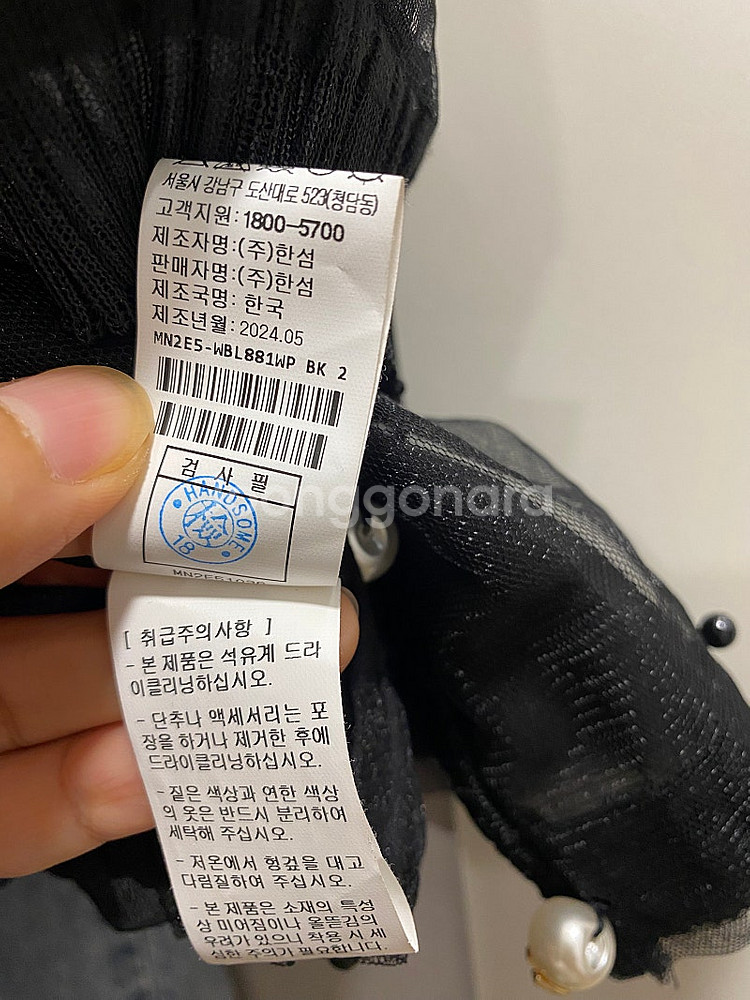 서울시 강남구 도산대로 523(청담동)
고객지원:1800-5700
제조자명:(주)한섬
판매자명:(주)한섬
제조국명: 한국
제조년월:2024.05
MN2E5-WBL881WP BK 2
검 사 필
HANDSOME
18
[ 취급주의사항 ]
- 본 제품은 석유계 드라
이클리닝하십시오.
- 단추나 액세서리는 포
장을 하거나 제거한 후에
드라이클리닝하십시오.
- 짙은 색상과 연한 색상
의 옷은 반드시 분리하여
세탁해 주십시오.
- 저온에서 헝겊을 대고
다림질하여 주십시오.
- 본 제품은 소재의 특성
상 미어짐이나 올뜯김의
우려가 있으니 착용 시 세
심한 주의가 필요합니다.